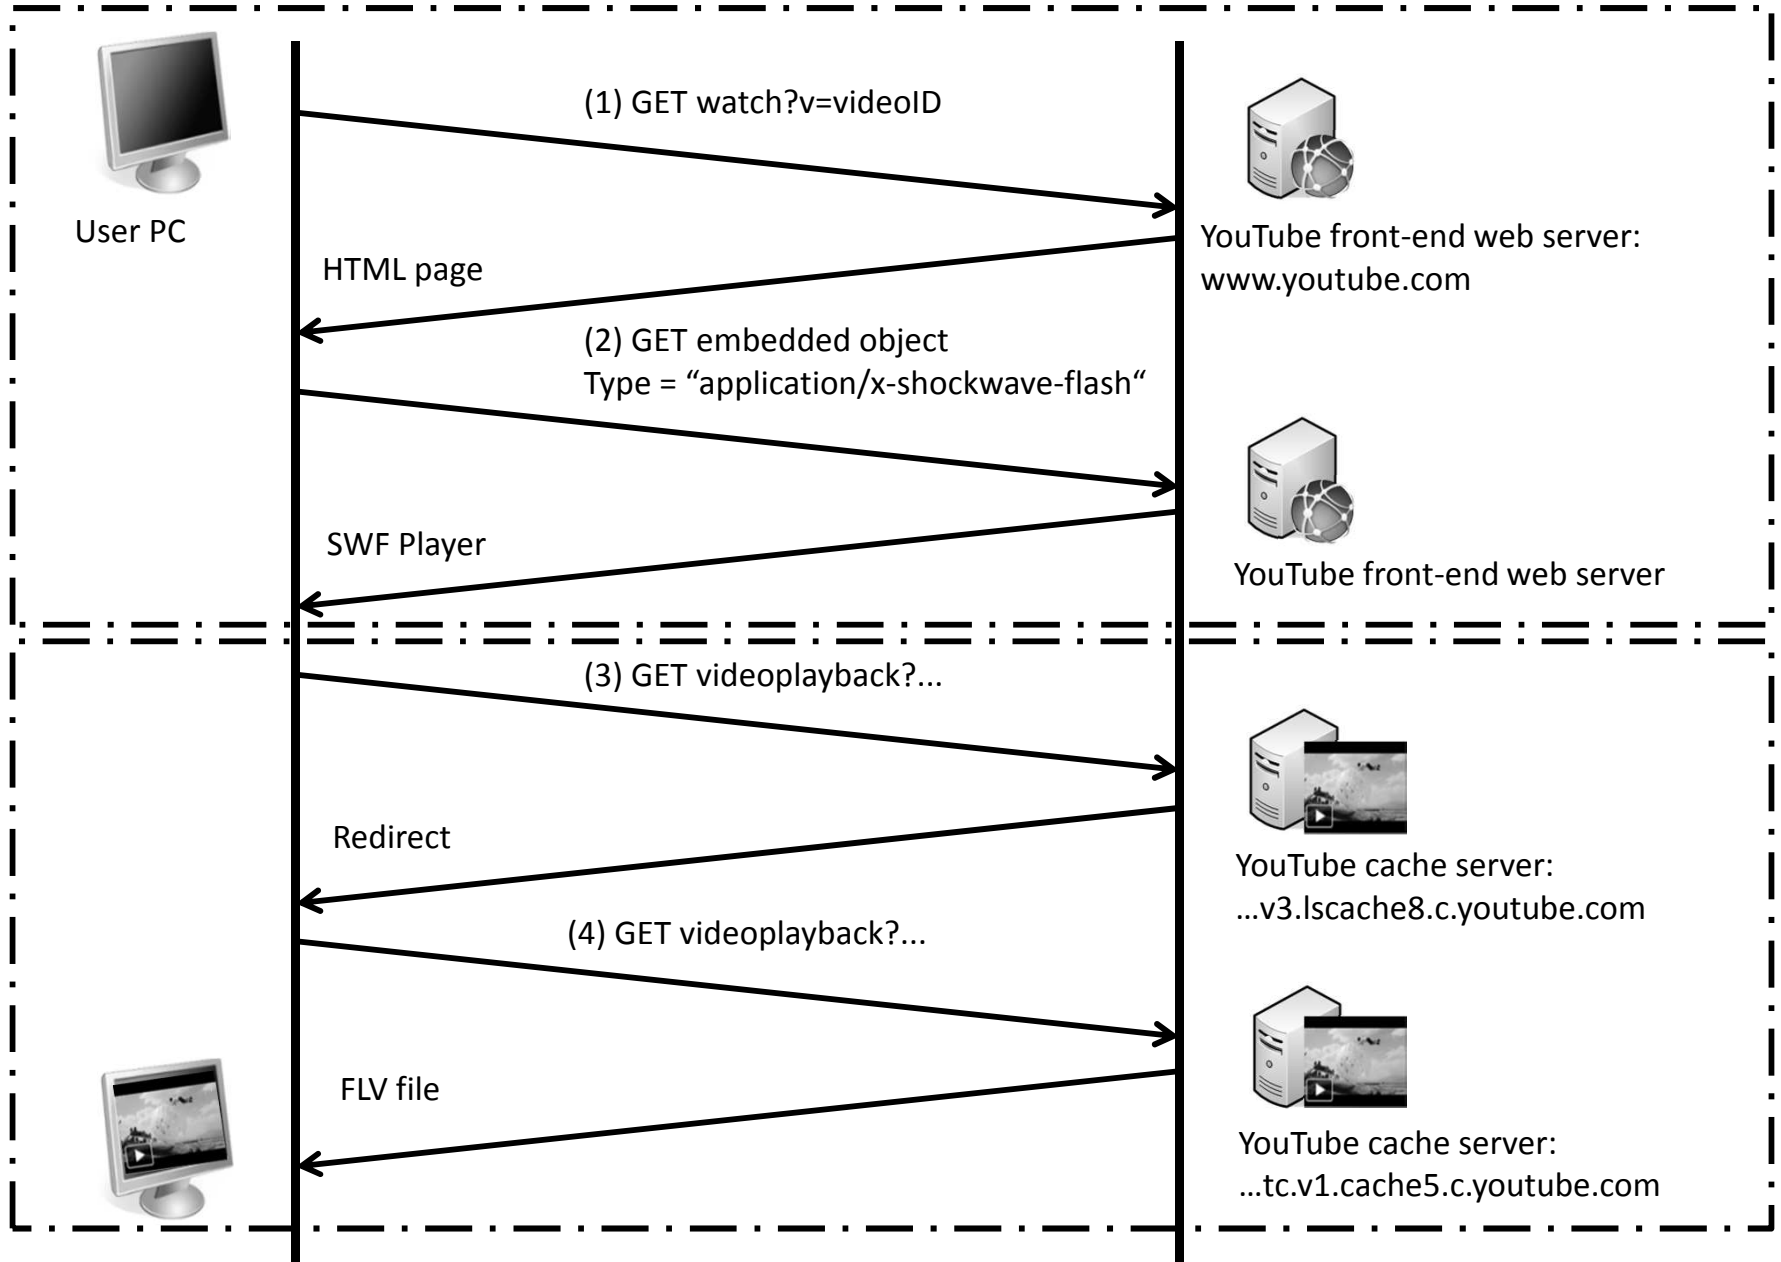 (1) GET watch?v=videoID
User PC
YouTube front-end web server:
www.youtube.com
HTML page
(2) GET embedded object
Type = “application/x-shockwave-flash“
SWF Player
YouTube front-end web server
(3) GET videoplayback?...
Redirect
YouTube cache server:
...v3.lscache8.c.youtube.com
(4) GET videoplayback?...
FLV file
YouTube cache server:
...tc.v1.cache5.c.youtube.com